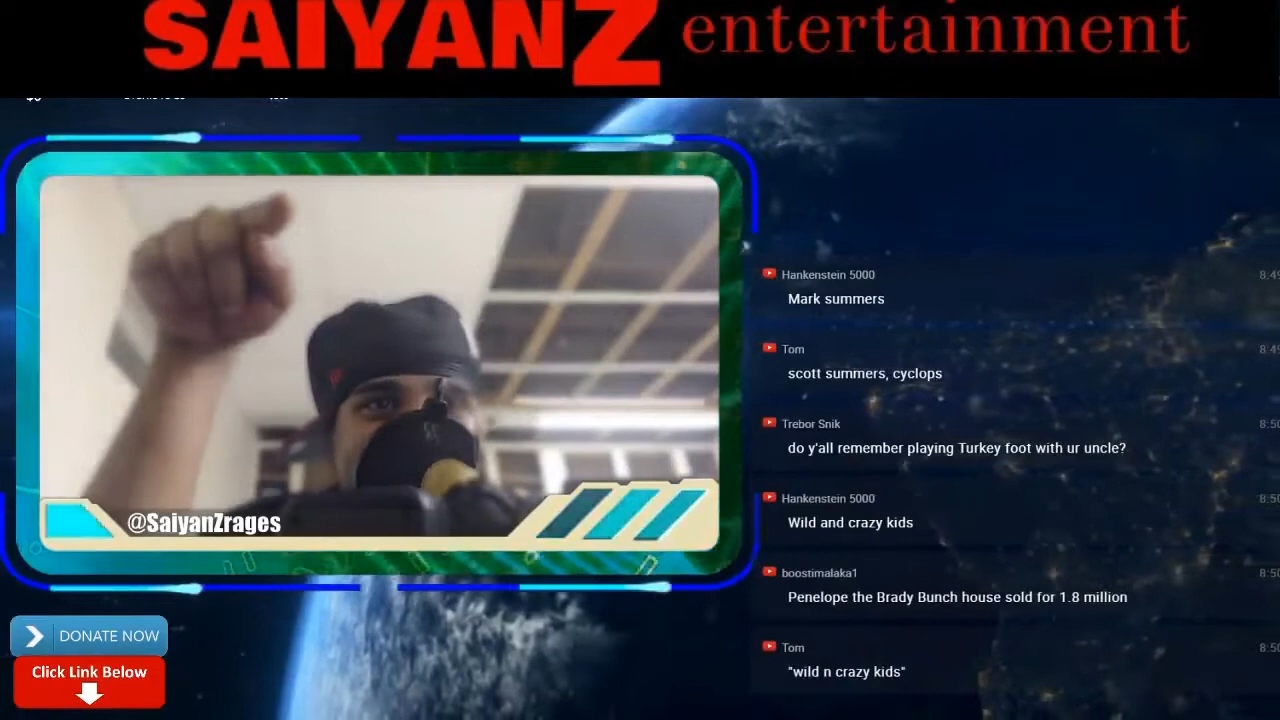 SAIYANZ entertainment
Hankenstein 5000
Mark summers
Tom
scott summers, cyclops
Trebor Snik
do y'all remember playing Turkey foot with ur uncle?
Hankenstein 5000
Wild and crazy kids
boostimalaka1
Penelope the Brady Bunch house sold for 1.8 million
Tom
"wild n crazy kids"
@SaiyanZrages
DONATE NOW
Click Link Below